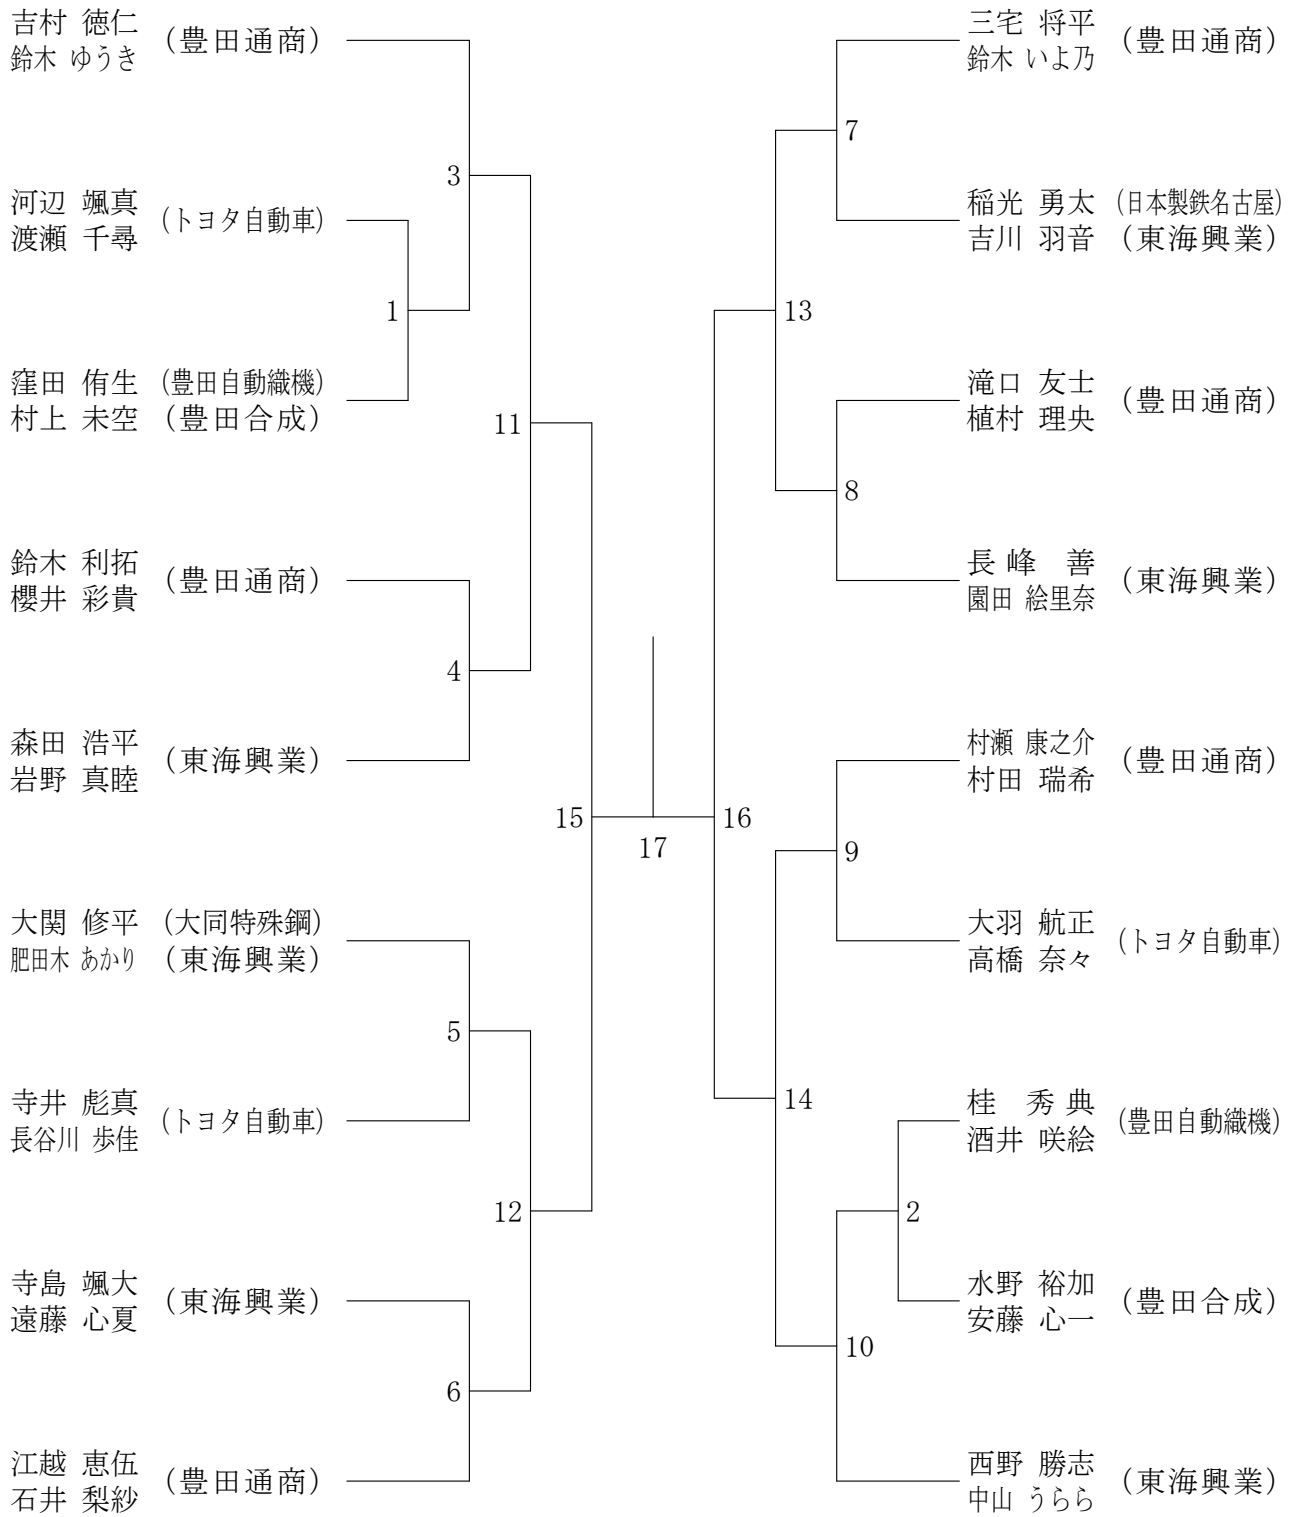 吉村 徳仁 (豊田通商)
鈴木 ゆうき
河辺 颯真 (トヨタ自動車)
渡瀬 千尋
窪田 侑生 (豊田自動織機)
村上 未空 (豊田合成)
鈴木 利拓 (豊田通商)
櫻井 彩貴
森田 浩平 (東海興業)
岩野 真睦
大関 修平 (大同特殊鋼)
肥田木 あかり (東海興業)
寺井 彪真 (トヨタ自動車)
長谷川 歩佳
寺島 颯大 (東海興業)
遠藤 心夏
江越 恵伍 (豊田通商)
石井 梨紗
3
1
11
4
15
5
12
6
17
三宅 将平 (豊田通商)
鈴木 いよ乃
稲光 勇太 (日本製鉄名古屋)
吉川 羽音 (東海興業)
滝口 友士 (豊田通商)
植村 理央
長峰 善 (東海興業)
園田 絵里奈
村瀬 康之介 (豊田通商)
村田 瑞希
大羽 航正 (トヨタ自動車)
高橋 奈々
桂 秀典 (豊田自動織機)
酒井 咲絵
水野 裕加 (豊田合成)
安藤 心一
西野 勝志 (東海興業)
中山 うらら
7
13
8
16
9
14
2
10